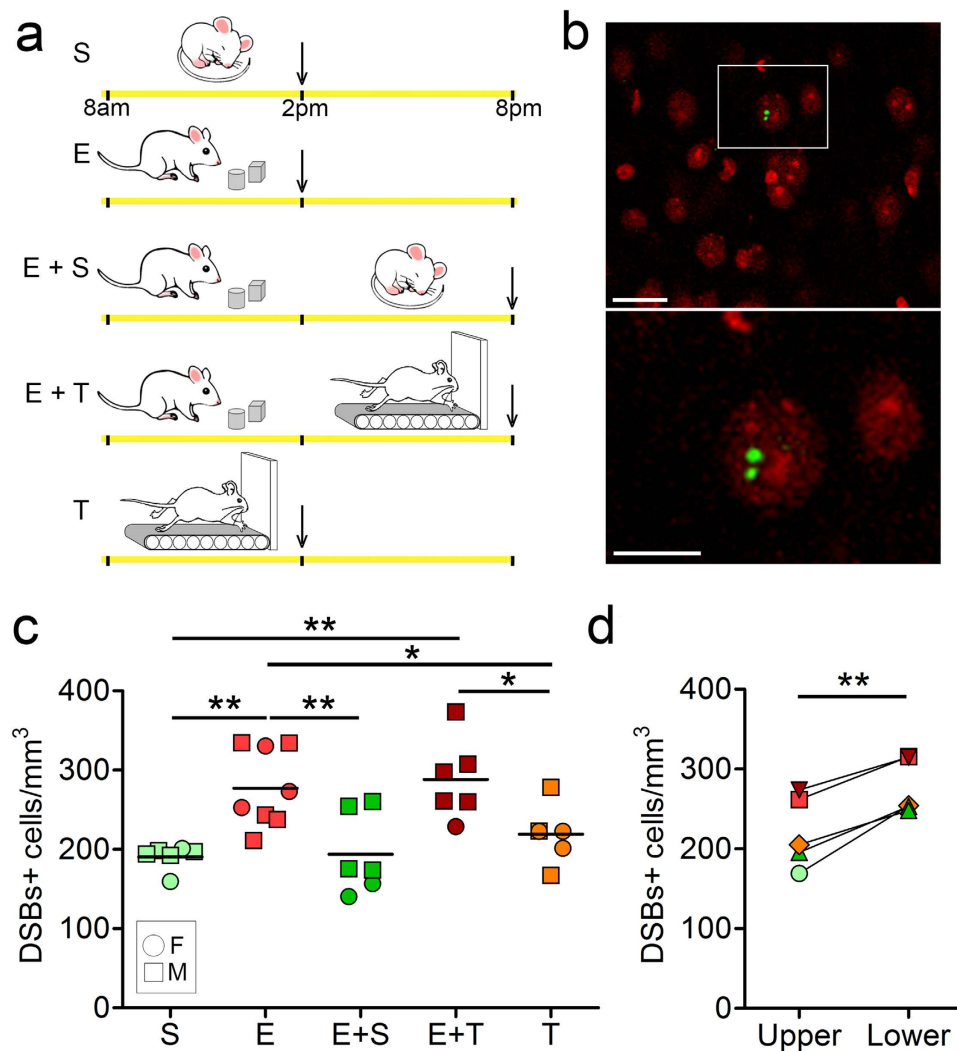 a
S
8am 2pm 8pm
E
E + S
E + T
T
b
c
DSBs+ cells/mm³
400
300
200
100
0
**
*
*
**
**
F
M
S E E+S E+T T
d
DSBs+ cells/mm³
400
300
200
100
0
**
Upper Lower